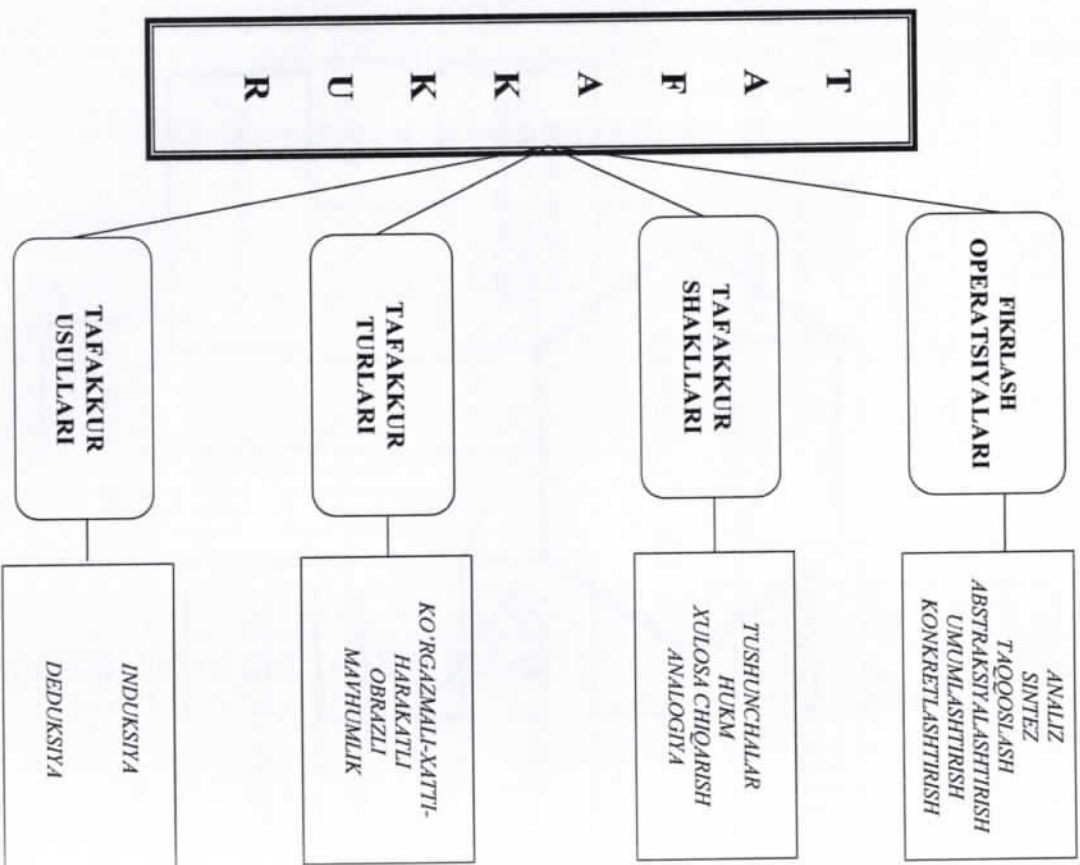 T A F A K K U R
FIKRLASH
OPERATSIYALARI
ANALIZ
SINTEZ
TAQQOSLASH
ABSTRAKSIYALASHTIRISH
UMUMLASHTIRISH
KONKRETLASHTIRISH
TAFAKKUR
SHAKLLARI
TUSHUNCHALAR
HUKM
XULOSA CHIQARISH
ANALOGIYA
TAFAKKUR
TURLARI
KO'RGAZMALI-XATTI-
HARAKATLI
OBRAZLI
MAVHUMLIK
TAFAKKUR
USULLARI
INDUKSIYA
DEDUKSIYA